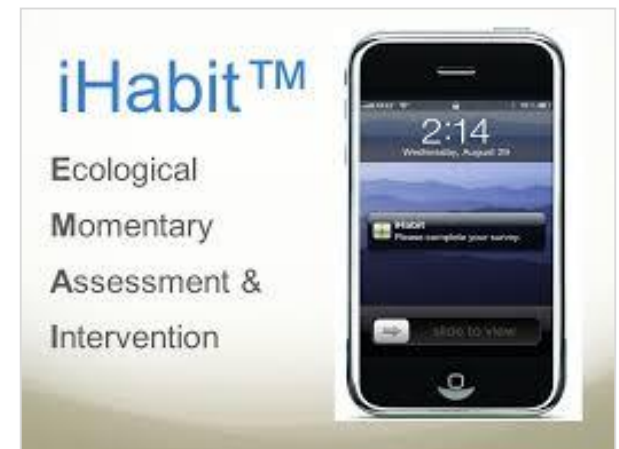 iHabit™
Ecological
Momentary
Assessment &
Intervention
2:14
Wednesday, August 29
iHabit
Please complete your survey.
slide to view